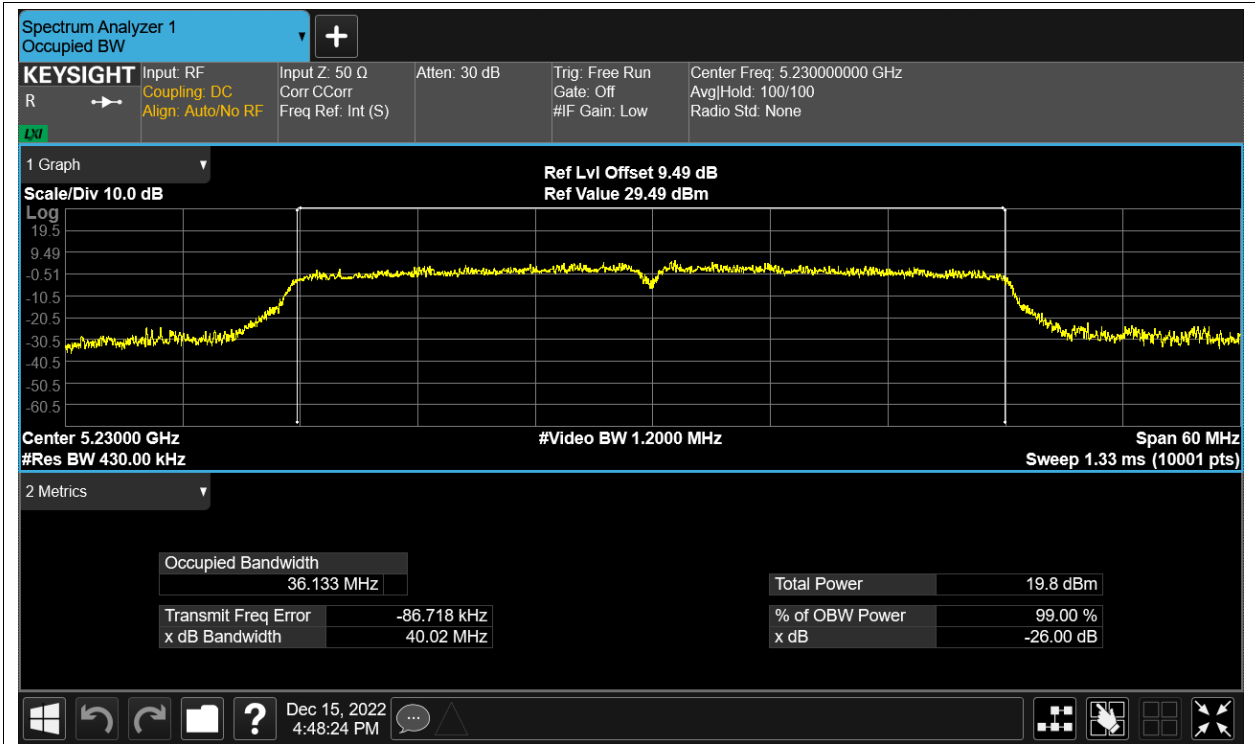 Spectrum Analyzer 1
Occupied BW
KEYSIGHT
R
LXI
Input: RF
Coupling: DC
Align: Auto/No RF
Input Z: 50 Ω
Corr CCorr
Freq Ref: Int (S)
Atten: 30 dB
Trig: Free Run
Gate: Off
#IF Gain: Low
Center Freq: 5.230000000 GHz
Avg|Hold: 100/100
Radio Std: None
1 Graph
Scale/Div 10.0 dB
Ref Lvl Offset 9.49 dB
Ref Value 29.49 dBm
Log
19.5
9.49
-0.51
-10.5
-20.5
-30.5
-40.5
-50.5
-60.5
Center 5.23000 GHz
#Video BW 1.2000 MHz
Span 60 MHz
#Res BW 430.00 kHz
Sweep 1.33 ms (10001 pts)
2 Metrics
Occupied Bandwidth
36.133 MHz
Total Power 19.8 dBm
Transmit Freq Error -86.718 kHz
% of OBW Power 99.00 %
x dB Bandwidth 40.02 MHz
x dB -26.00 dB
?
Dec 15, 2022
4:48:24 PM